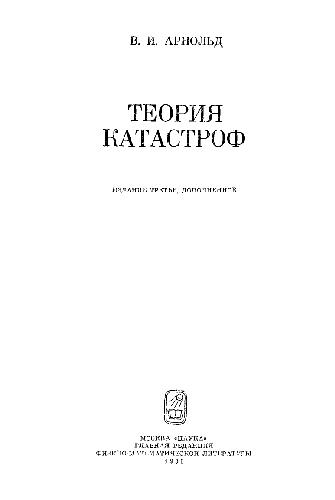 В. И. АРНОЛЬД
ТЕОРИЯ
КАТАСТРОФ
ИЗДАНИЕ ТРЕТЬЕ, ДОПОЛНЕННОЕ
МОСКВА «НАУКА»
ГЛАВНАЯ РЕДАКЦИЯ
ФИЗИКО-МАТЕМАТИЧЕСКОЙ ЛИТЕРАТУРЫ